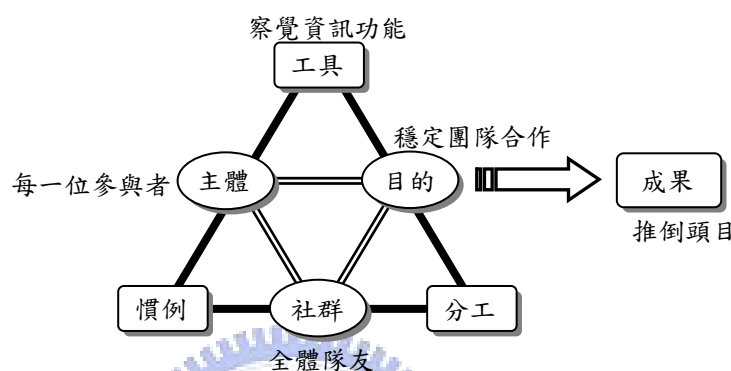 察覺資訊功能
工具
穩定團隊合作
每一位參與者
主體
目的
成果
推倒頭目
慣例
社群
分工
全體隊友